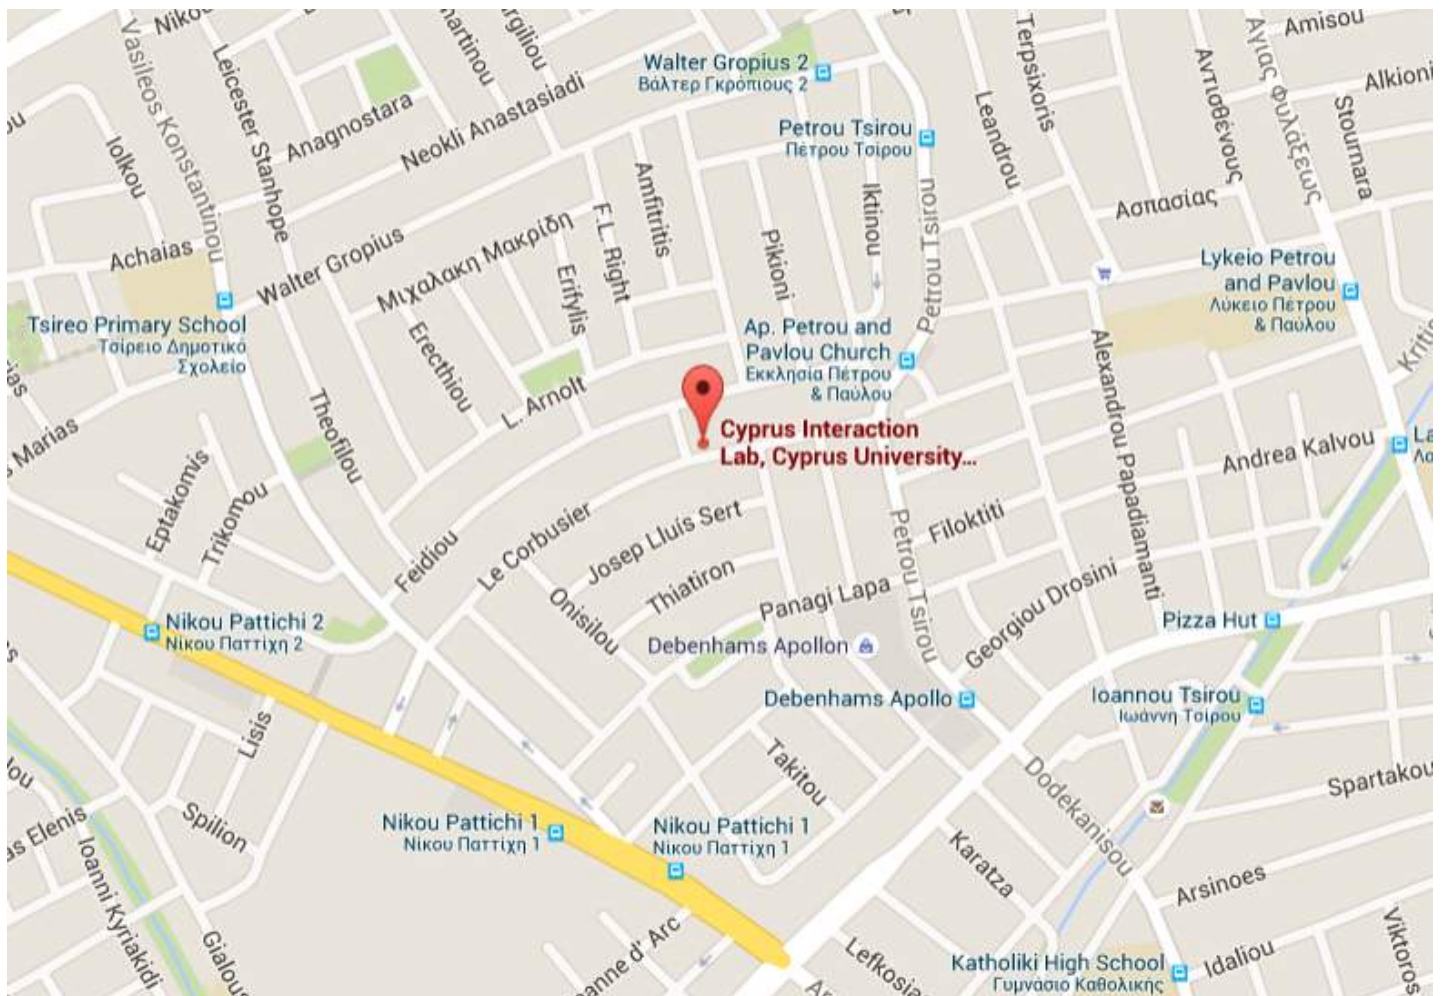 Amisou
Vasileos Konstantinou
Leicester Stanhope
Terpsixoris
Αντισθένους
Αγιας Φυλάξεως
Alkioni
Stournara
Walter Gropius 2
Βάλτερ Γκρόπιους 2
Anagnostara
Neokli Anastasiadi
Leandrou
Iolkou
Petrou Tsirou
Πέτρου Τσίρου
Amfitritis
Iktinou
Petrou Tsirou
Ασπασίας
F.L. Right
Μιχαλακη Μακρίδη
Pikioni
Achaias
Walter Gropius
Erifylis
Lykeio Petrou
and Pavlou
Λύκειο Πέτρου
& Παύλου
Tsireo Primary School
Τσίρειο Δημοτικό
Σχολείο
Erecthiou
Ap. Petrou and
Pavlou Church
Εκκλησία Πέτρου
& Παύλου
Alexandrou Papadiamanti
Kritis
L. Arnolt
Theofilou
Marias
Cyprus Interaction
Lab, Cyprus University...
Andrea Kalvou
Eptakomis
Trikomou
Feidiou
Le Corbusier
Josep Lluis Sert
Filoktiti
Petrou Tsirou
Thiatiron
Onisilou
Panagi Lapa
Georgiou Drosini
Nikou Pattichi 2
Νίκου Παττίχη 2
Debenhams Apollon
Pizza Hut
Debenhams Apollo
Ioannou Tsirou
Ιωάννη Τσίρου
Lisis
Takitou
Dodekanisou
Spartakou
Spilion
Elenis
Nikou Pattichi 1
Νίκου Παττίχη 1
Nikou Pattichi 1
Νίκου Παττίχη 1
Ioanni Kyriakidi
Karatza
Arsinoes
Gialous
anne d' Arc
Lefkosia
Viktoros
Idaliou
Katholiki High School
Γυμνάσιο Καθολικής